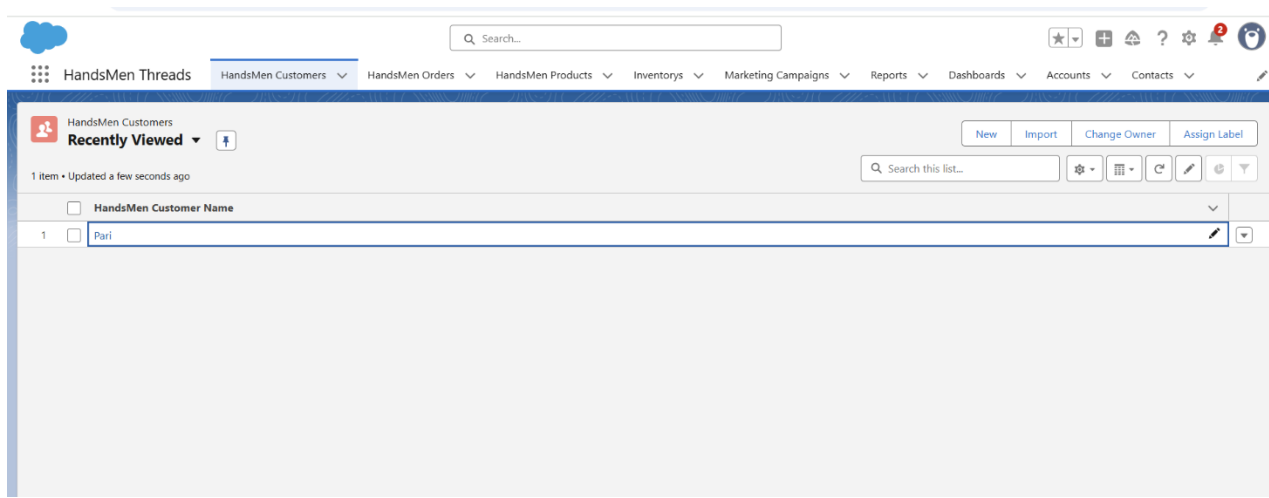 Search...
2
HandsMen Threads HandsMen Customers HandsMen Orders HandsMen Products Inventorys Marketing Campaigns Reports Dashboards Accounts Contacts
HandsMen Customers
Recently Viewed
New Import Change Owner Assign Label
1 item • Updated a few seconds ago
Search this list...
HandsMen Customer Name
1 Pari